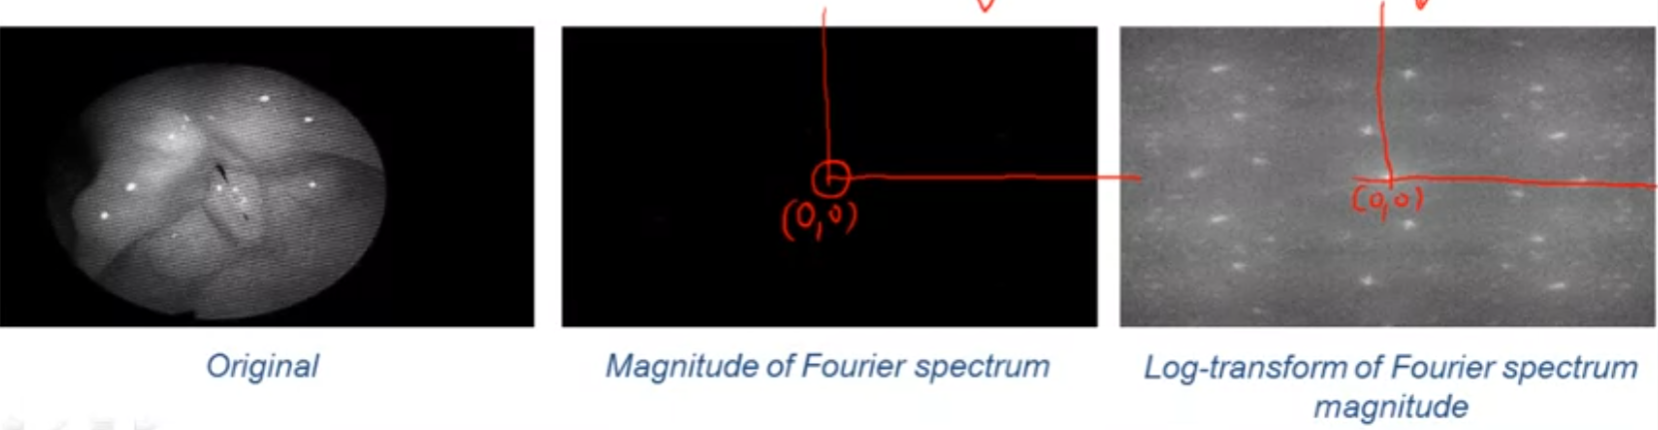 (0,0)
(0,0)
Original
Magnitude of Fourier spectrum
Log-transform of Fourier spectrum
magnitude